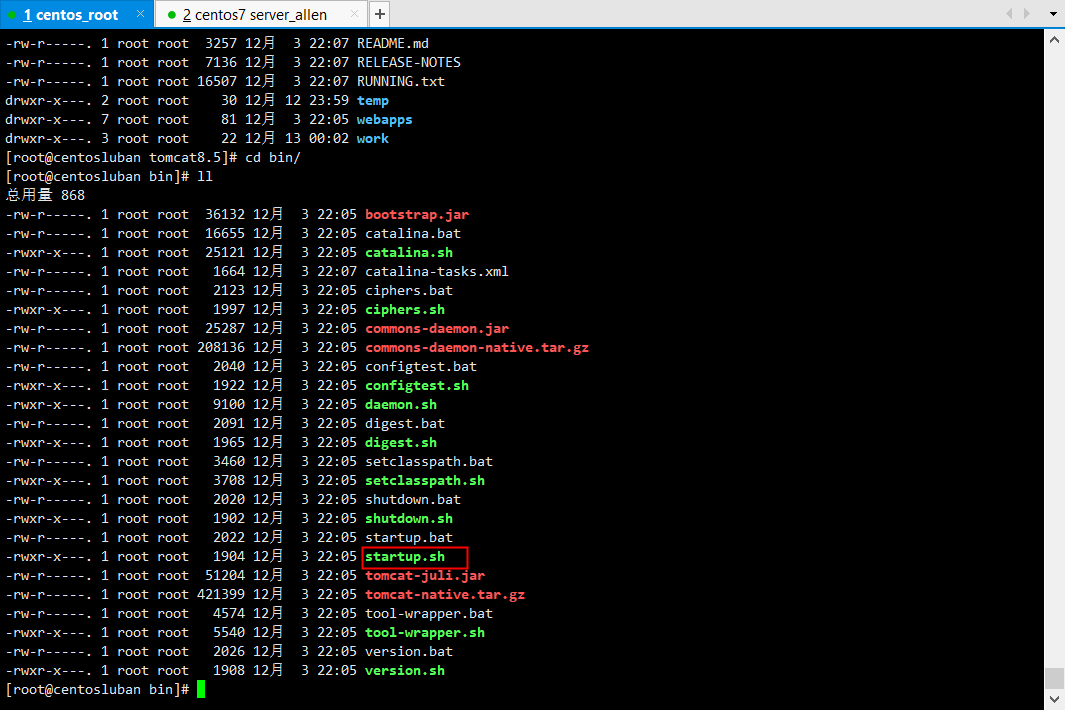 1 centos_root × 2 centos7 server_allen × +
-rw-r-----. 1 root root  3257 12月  3 22:07 README.md
-rw-r-----. 1 root root  7136 12月  3 22:07 RELEASE-NOTES
-rw-r-----. 1 root root 16507 12月  3 22:07 RUNNING.txt
drwxr-x---. 2 root root    30 12月 12 23:59 temp
drwxr-x---. 7 root root    81 12月  3 22:05 webapps
drwxr-x---. 3 root root    22 12月 13 00:02 work
[root@centosluban tomcat8.5]# cd bin/
[root@centosluban bin]# ll
总用量 868
-rw-r-----. 1 root root  36132 12月  3 22:05 bootstrap.jar
-rw-r-----. 1 root root  16655 12月  3 22:05 catalina.bat
-rwxr-x---. 1 root root  25121 12月  3 22:05 catalina.sh
-rw-r-----. 1 root root   1664 12月  3 22:07 catalina-tasks.xml
-rw-r-----. 1 root root   2123 12月  3 22:05 ciphers.bat
-rwxr-x---. 1 root root   1997 12月  3 22:05 ciphers.sh
-rw-r-----. 1 root root  25287 12月  3 22:05 commons-daemon.jar
-rw-r-----. 1 root root 208136 12月  3 22:05 commons-daemon-native.tar.gz
-rw-r-----. 1 root root   2040 12月  3 22:05 configtest.bat
-rwxr-x---. 1 root root   1922 12月  3 22:05 configtest.sh
-rwxr-x---. 1 root root   9100 12月  3 22:05 daemon.sh
-rw-r-----. 1 root root   2091 12月  3 22:05 digest.bat
-rwxr-x---. 1 root root   1965 12月  3 22:05 digest.sh
-rw-r-----. 1 root root   3460 12月  3 22:05 setclasspath.bat
-rwxr-x---. 1 root root   3708 12月  3 22:05 setclasspath.sh
-rw-r-----. 1 root root   2020 12月  3 22:05 shutdown.bat
-rwxr-x---. 1 root root   1902 12月  3 22:05 shutdown.sh
-rw-r-----. 1 root root   2022 12月  3 22:05 startup.bat
-rwxr-x---. 1 root root   1904 12月  3 22:05 startup.sh
-rw-r-----. 1 root root  51204 12月  3 22:05 tomcat-juli.jar
-rw-r-----. 1 root root 421399 12月  3 22:05 tomcat-native.tar.gz
-rw-r-----. 1 root root   4574 12月  3 22:05 tool-wrapper.bat
-rwxr-x---. 1 root root   5540 12月  3 22:05 tool-wrapper.sh
-rw-r-----. 1 root root   2026 12月  3 22:05 version.bat
-rwxr-x---. 1 root root   1908 12月  3 22:05 version.sh
[root@centosluban bin]#